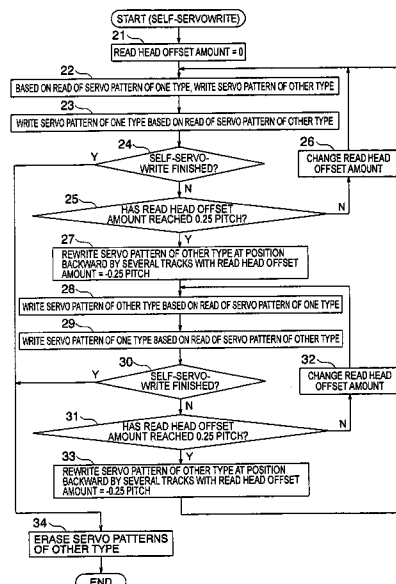 START (SELF-SERVOWRITE)
21
READ HEAD OFFSET AMOUNT = 0
22
BASED ON READ OF SERVO PATTERN OF ONE TYPE, WRITE SERVO PATTERN OF OTHER TYPE
23
WRITE SERVO PATTERN OF ONE TYPE BASED ON READ OF SERVO PATTERN OF OTHER TYPE
24
SELF-SERVO-
WRITE FINISHED?
Y
N
26
CHANGE READ HEAD
OFFSET AMOUNT
25
HAS READ HEAD OFFSET
AMOUNT REACHED 0.25 PITCH?
N
Y
27
REWRITE SERVO PATTERN OF OTHER TYPE AT POSITION
BACKWARD BY SEVERAL TRACKS WITH READ HEAD OFFSET
AMOUNT = -0.25 PITCH
28
WRITE SERVO PATTERN OF OTHER TYPE BASED ON READ OF SERVO PATTERN OF ONE TYPE
29
WRITE SERVO PATTERN OF ONE TYPE BASED ON READ OF SERVO PATTERN OF OTHER TYPE
30
SELF-SERVO-
WRITE FINISHED?
Y
N
32
CHANGE READ HEAD
OFFSET AMOUNT
31
HAS READ HEAD OFFSET
AMOUNT REACHED 0.25 PITCH?
N
Y
33
REWRITE SERVO PATTERN OF OTHER TYPE AT POSITION
BACKWARD BY SEVERAL TRACKS WITH READ HEAD OFFSET
AMOUNT = -0.25 PITCH
34
ERASE SERVO PATTERNS
OF OTHER TYPE
END